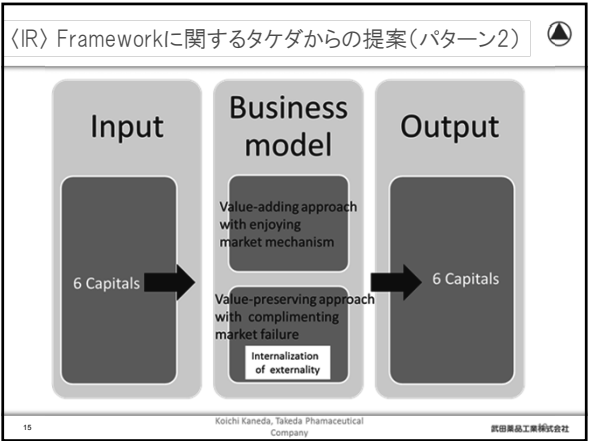 〈IR〉 Frameworkに関するタケダからの提案（パターン2）
Input
Business
model
Output
6 Capitals
Value-adding approach
with enjoying
market mechanism
Value-preserving approach
with complimenting
market failure
Internalization
of externality
6 Capitals
15
Koichi Kaneda, Takeda Phamaceutical
Company
武田薬品工業株式会社